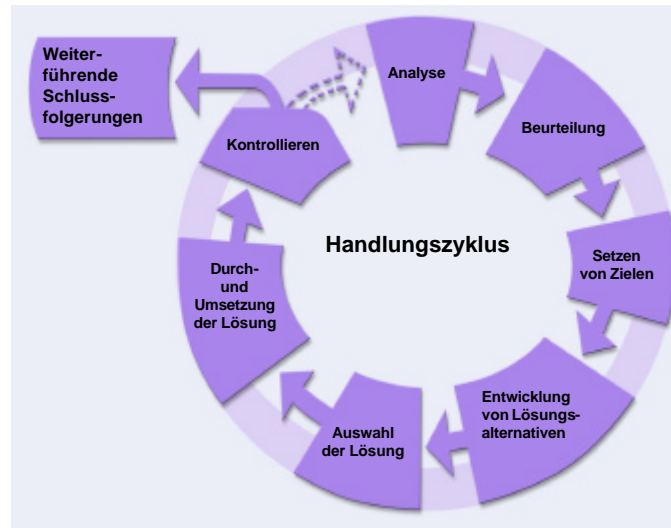 Weiter-
führende
Schluss-
folgerungen
Analyse
Beurteilung
Kontrollieren
Handlungszyklus
Setzen
von Zielen
Durch-
und
Umsetzung
der Lösung
Entwicklung
von Lösungs-
alternativen
Auswahl
der Lösung